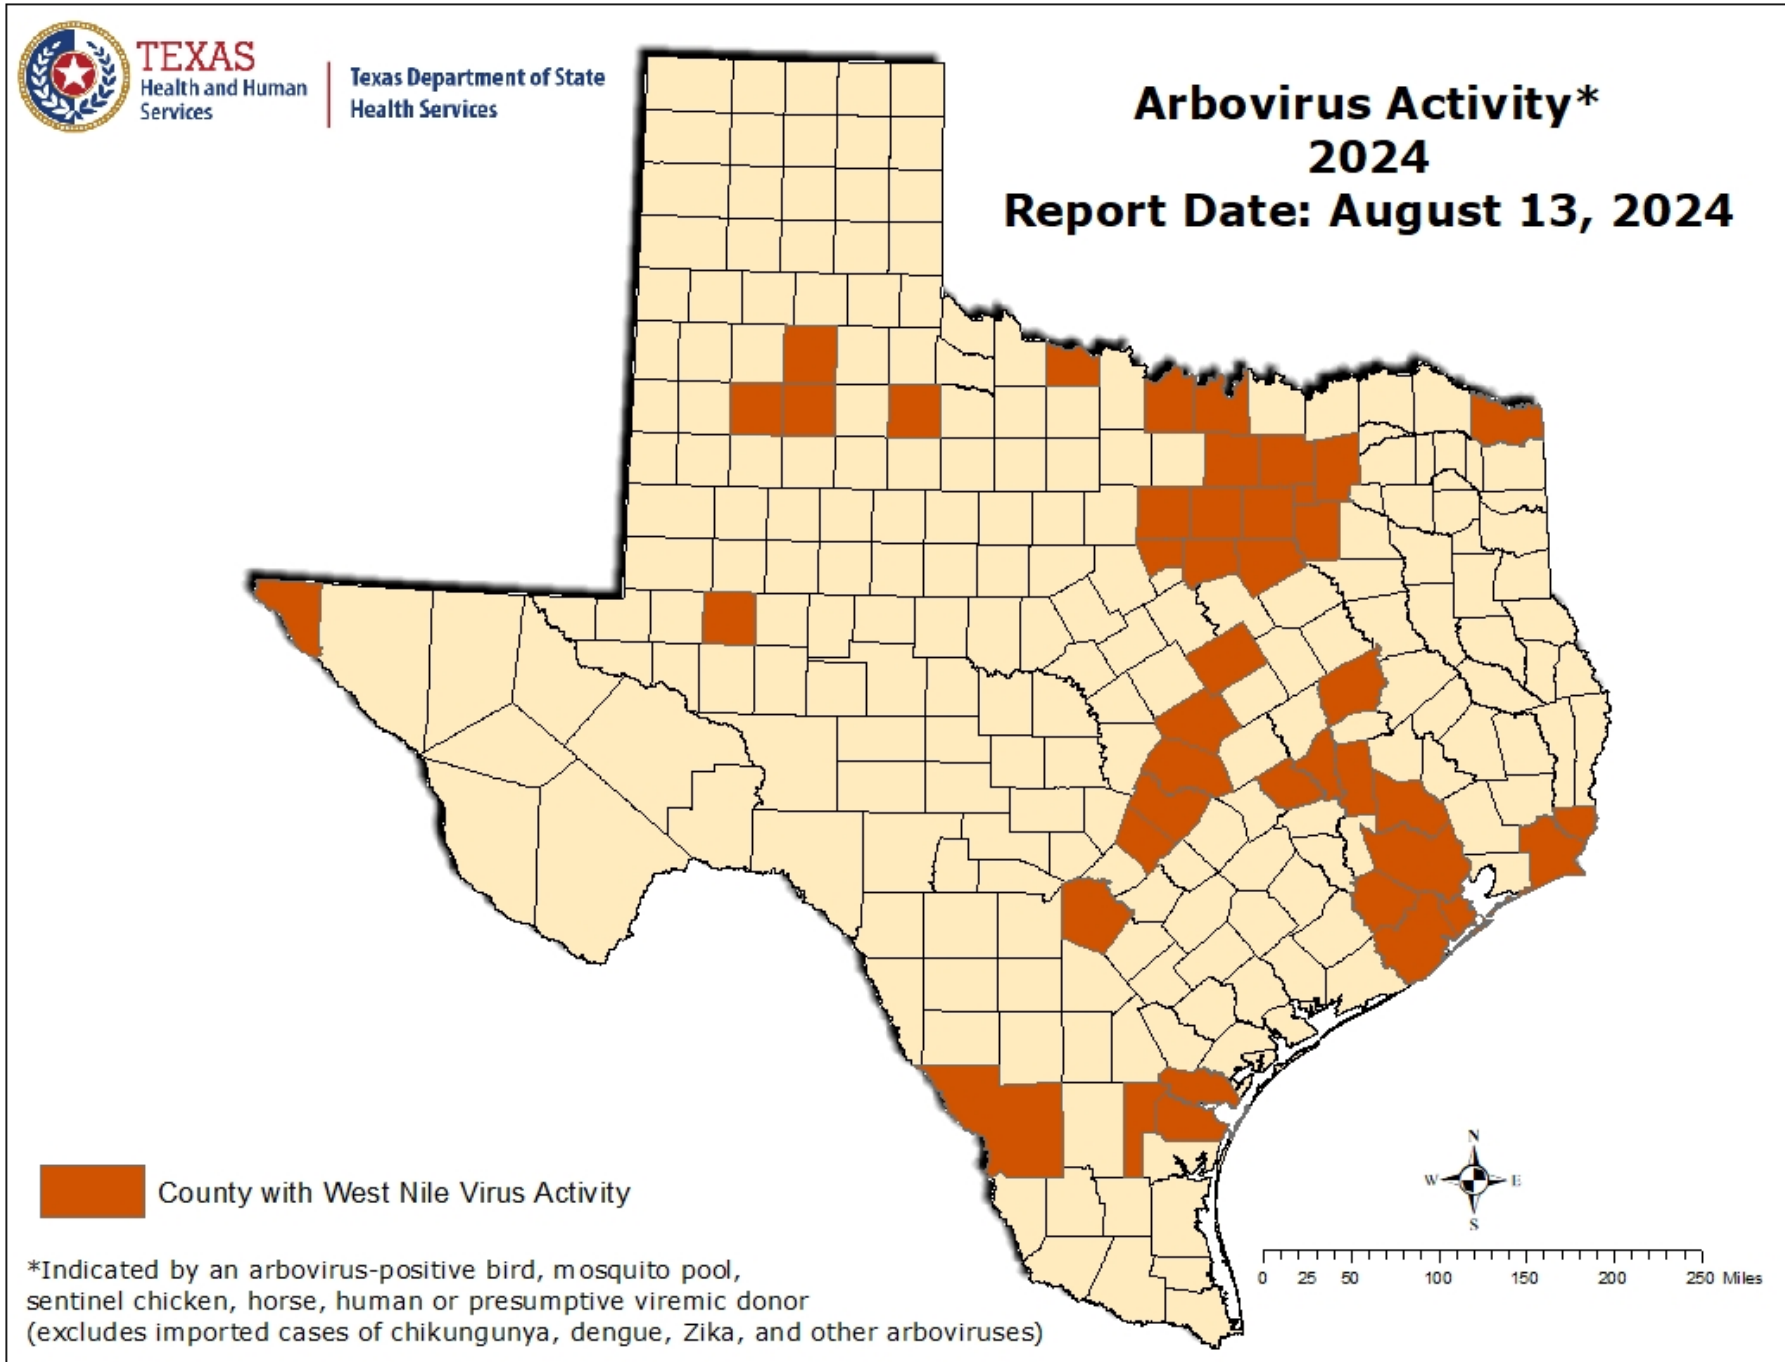 TEXAS
Health and Human
Services
Texas Department of State
Health Services
Arbovirus Activity*
2024
Report Date: August 13, 2024
County with West Nile Virus Activity
*Indicated by an arbovirus-positive bird, mosquito pool,
sentinel chicken, horse, human or presumptive viremic donor
(excludes imported cases of chikungunya, dengue, Zika, and other arboviruses)
N
W E
S
0 25 50 100 150 200 250 Miles